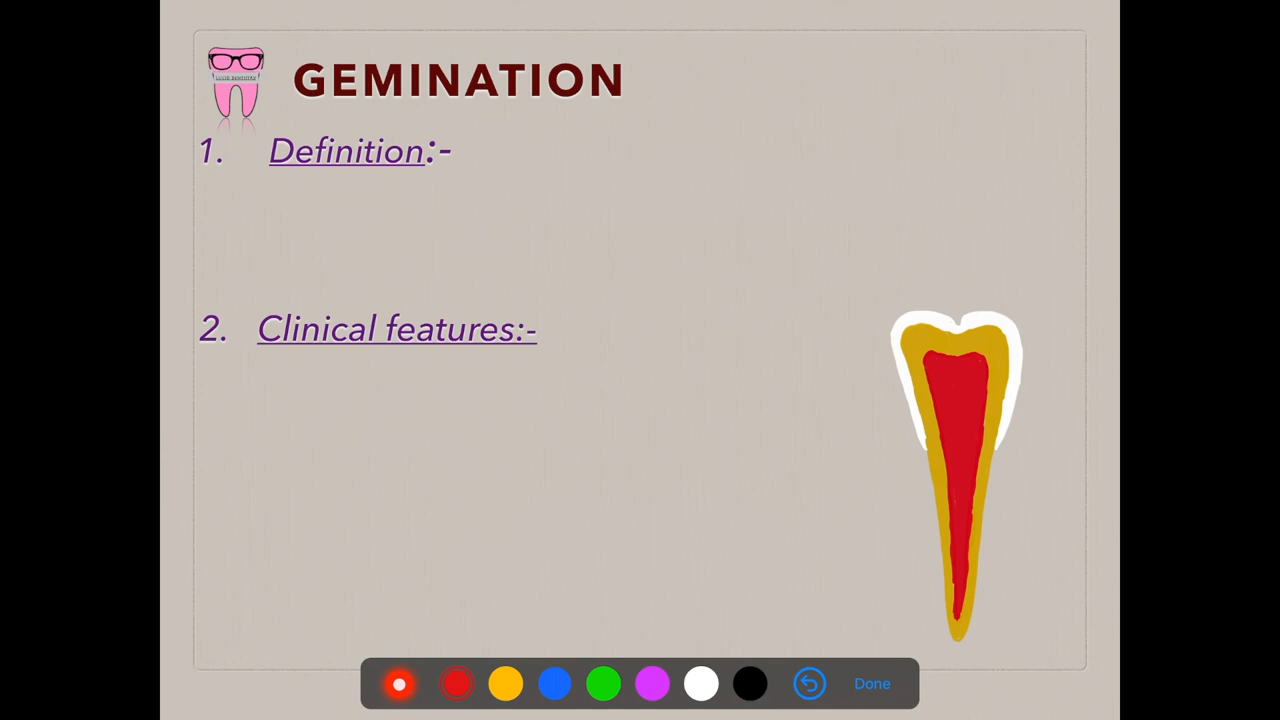 GEMINATION
1. Definition:-
2. Clinical features:-
Done